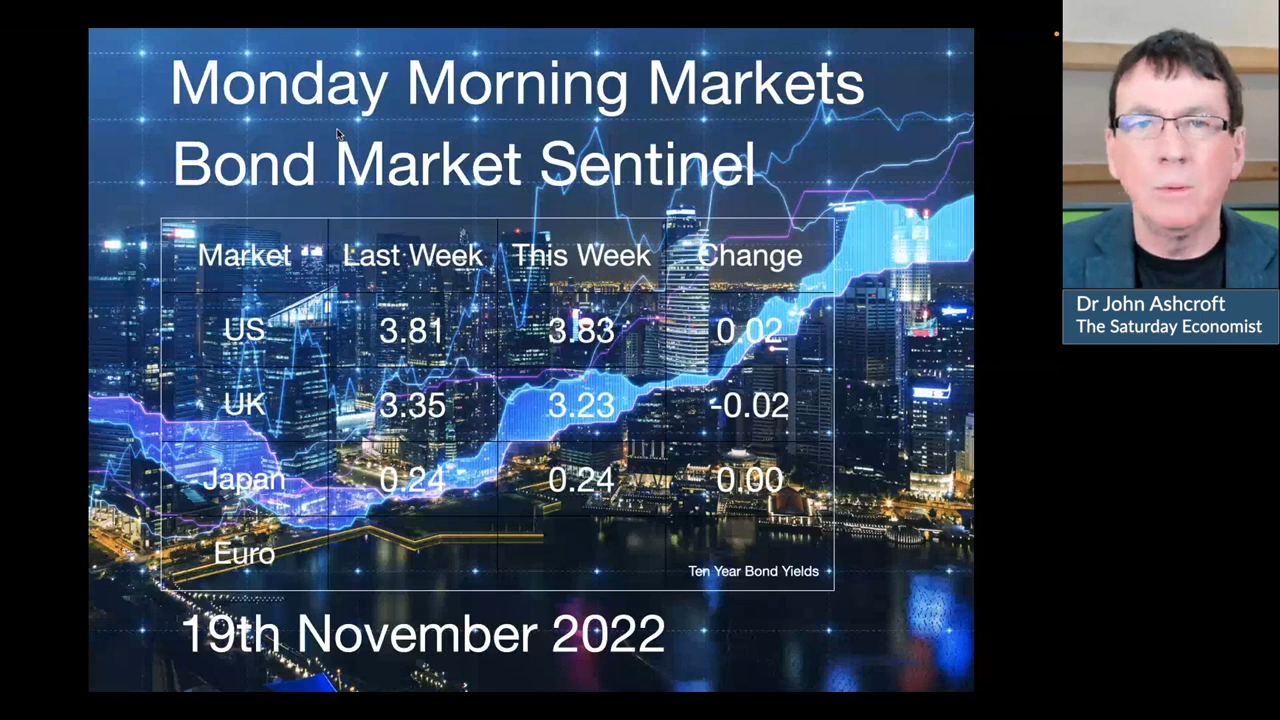 Monday Morning Markets
Bond Market Sentinel
Market Last Week This Week Change
US 3.81 3.83 0.02
UK 3.35 3.23 -0.02
Japan 0.24 0.24 0.00
Euro
Ten Year Bond Yields
19th November 2022
Dr John Ashcroft
The Saturday Economist